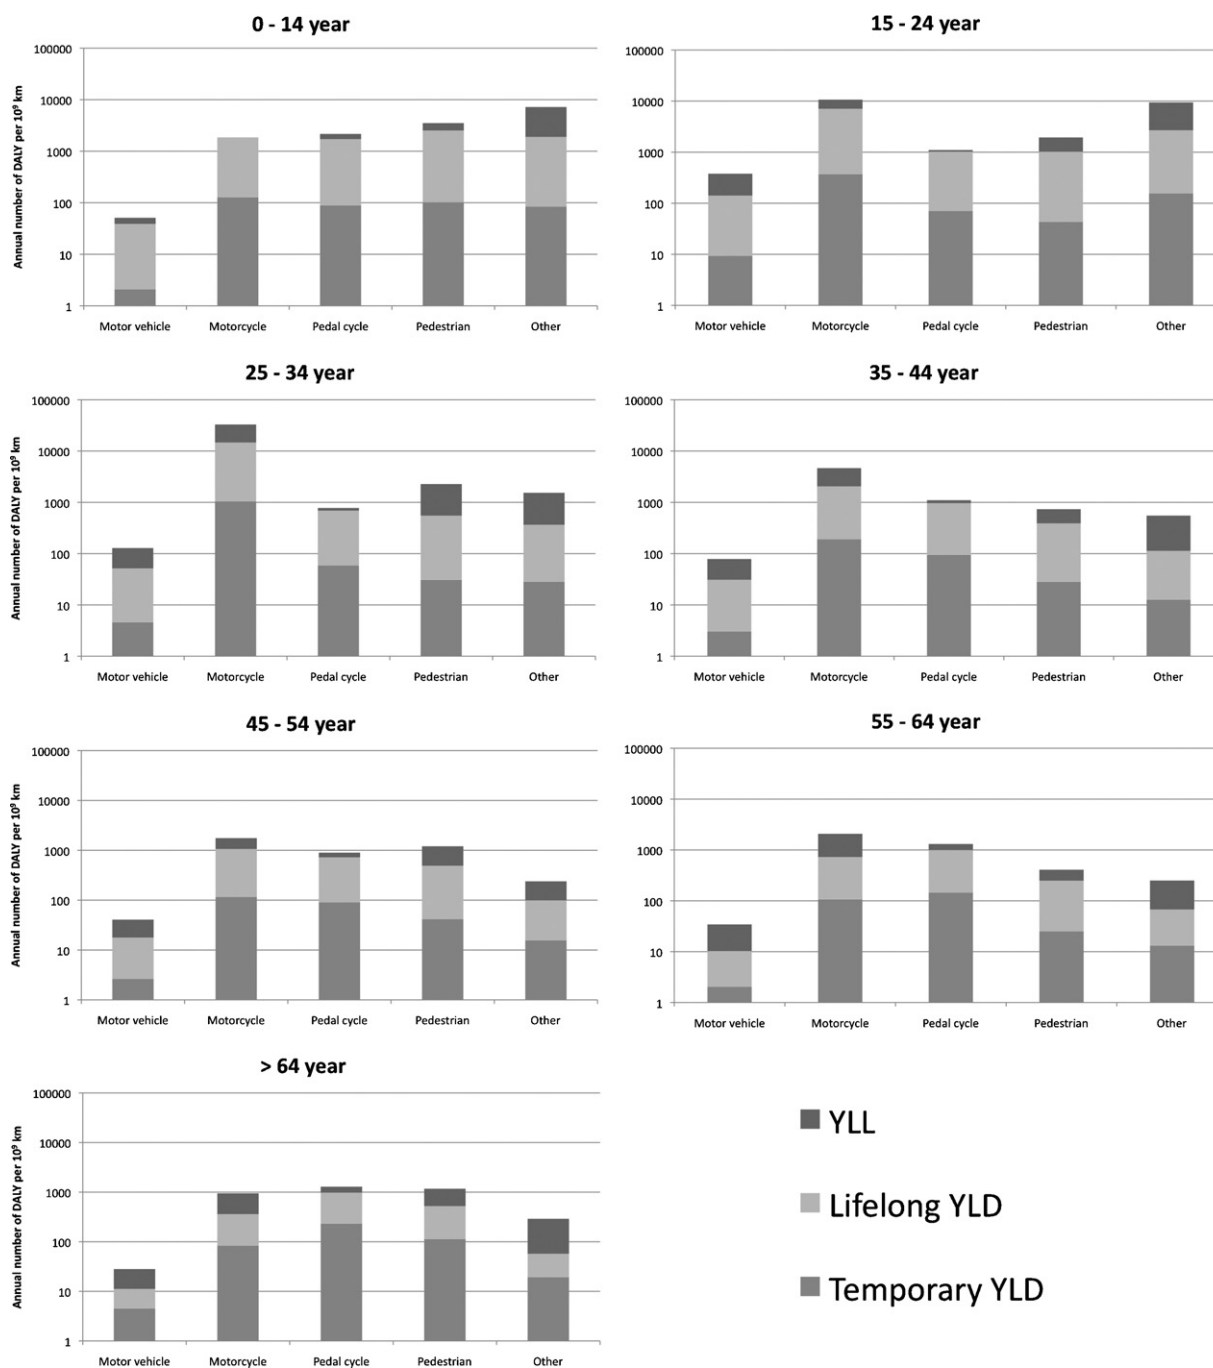 0 - 14 year
Annual number of DALY per 10⁹ km
100000
10000
1000
100
10
1
Motor vehicle Motorcycle Pedal cycle Pedestrian Other
15 - 24 year
100000
10000
1000
100
10
1
Motor vehicle Motorcycle Pedal cycle Pedestrian Other
25 - 34 year
Annual number of DALY per 10⁹ km
100000
10000
1000
100
10
1
Motor vehicle Motorcycle Pedal cycle Pedestrian Other
35 - 44 year
100000
10000
1000
100
10
1
Motor vehicle Motorcycle Pedal cycle Pedestrian Other
45 - 54 year
Annual number of DALY per 10⁹ km
100000
10000
1000
100
10
1
Motor vehicle Motorcycle Pedal cycle Pedestrian Other
55 - 64 year
100000
10000
1000
100
10
1
Motor vehicle Motorcycle Pedal cycle Pedestrian Other
> 64 year
Annual number of DALY per 10⁹ km
100000
10000
1000
100
10
1
Motor vehicle Motorcycle Pedal cycle Pedestrian Other
YLL
Lifelong YLD
Temporary YLD